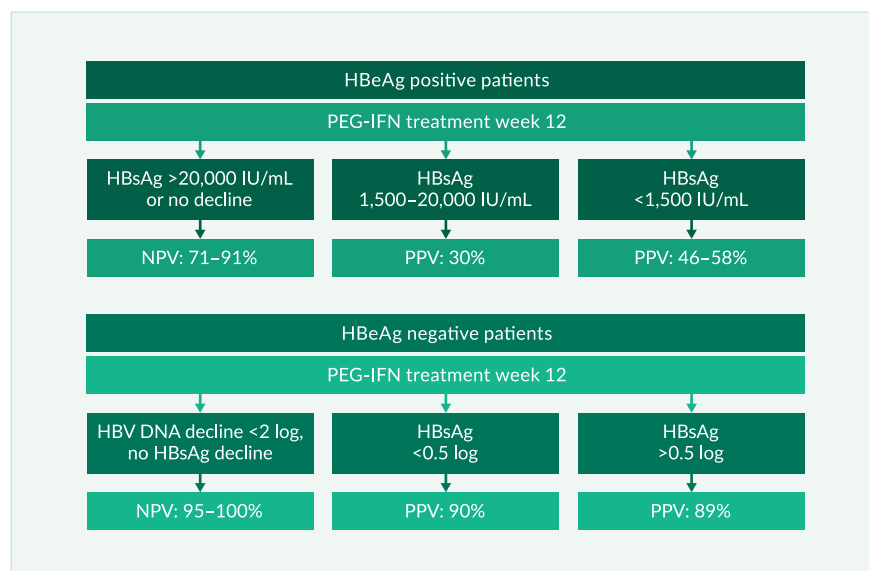 HBeAg positive patients
PEG-IFN treatment week 12
HBsAg >20,000 IU/mL
or no decline
HBsAg
1,500–20,000 IU/mL
HBsAg
<1,500 IU/mL
NPV: 71–91%
PPV: 30%
PPV: 46–58%
HBeAg negative patients
PEG-IFN treatment week 12
HBV DNA decline <2 log,
no HBsAg decline
HBsAg
<0.5 log
HBsAg
>0.5 log
NPV: 95–100%
PPV: 90%
PPV: 89%